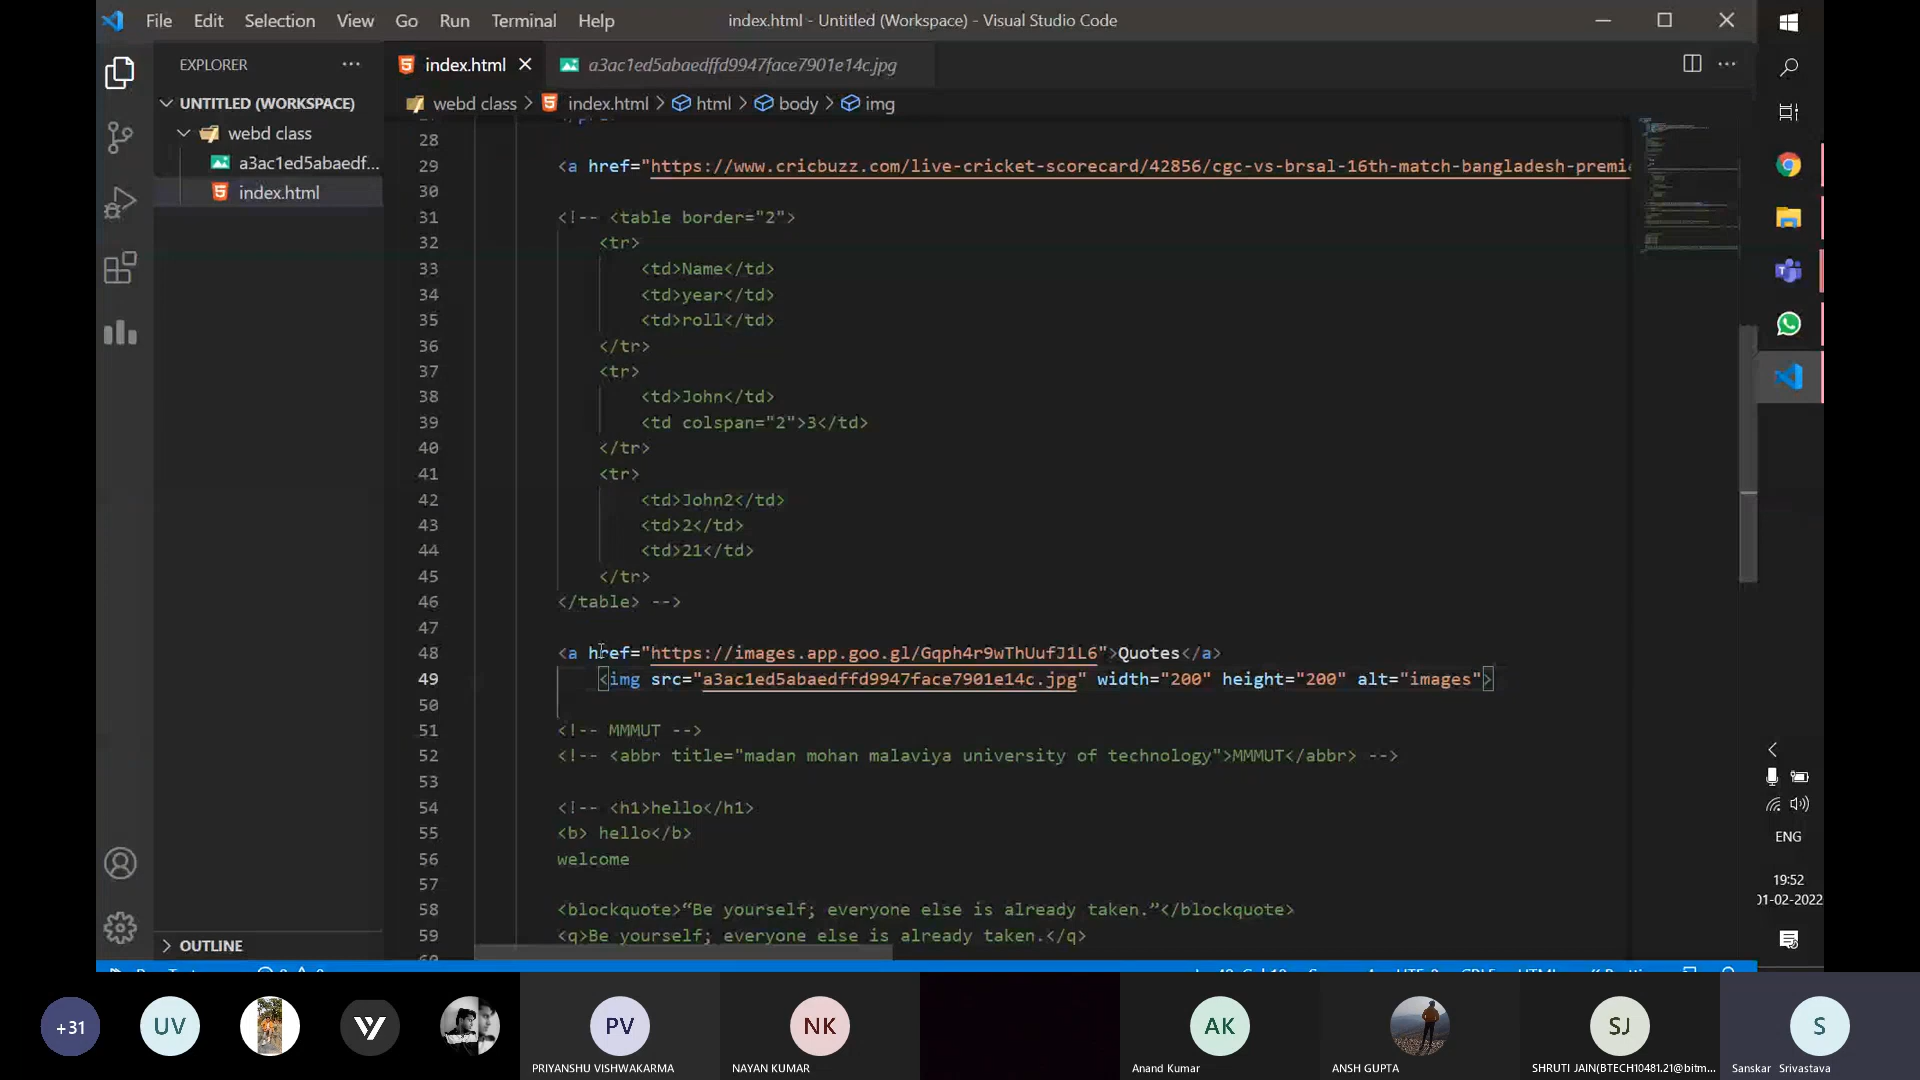 File Edit Selection View Go Run Terminal Help
index.html - Untitled (Workspace) - Visual Studio Code
EXPLORER
UNTITLED (WORKSPACE)
webd class
a3ac1ed5abaedf...
index.html
OUTLINE
index.html
a3ac1ed5abaedffd9947face7901e14c.jpg
webd class > index.html > html > body > img
28
29 <a href="https://www.cricbuzz.com/live-cricket-scorecard/42856/cgc-vs-brsal-16th-match-bangladesh-premi
30
31 <!-- <table border="2">
32 <tr>
33 <td>Name</td>
34 <td>year</td>
35 <td>roll</td>
36 </tr>
37 <tr>
38 <td>John</td>
39 <td colspan="2">3</td>
40 </tr>
41 <tr>
42 <td>John2</td>
43 <td>2</td>
44 <td>21</td>
45 </tr>
46 </table> -->
47
48 <a href="https://images.app.goo.gl/Gqph4r9wThUufJ1L6">Quotes</a>
49 <img src="a3ac1ed5abaedffd9947face7901e14c.jpg" width="200" height="200" alt="images">
50
51 <!-- MMMUT -->
52 <!-- <abbr title="madan mohan malaviya university of technology">MMMUT</abbr> -->
53
54 <!-- <h1>hello</h1>
55 <b> hello</b>
56 welcome
57
58 <blockquote>“Be yourself; everyone else is already taken.”</blockquote>
59 <q>Be yourself; everyone else is already taken.</q>
ENG
19:52
01-02-2022
+31
UV
PV
PRIYANSHU VISHWAKARMA
NK
NAYAN KUMAR
AK
Anand Kumar
ANSH GUPTA
SJ
SHRUTI JAIN(BTECH10481.21@bitm...
S
Sanskar Srivastava